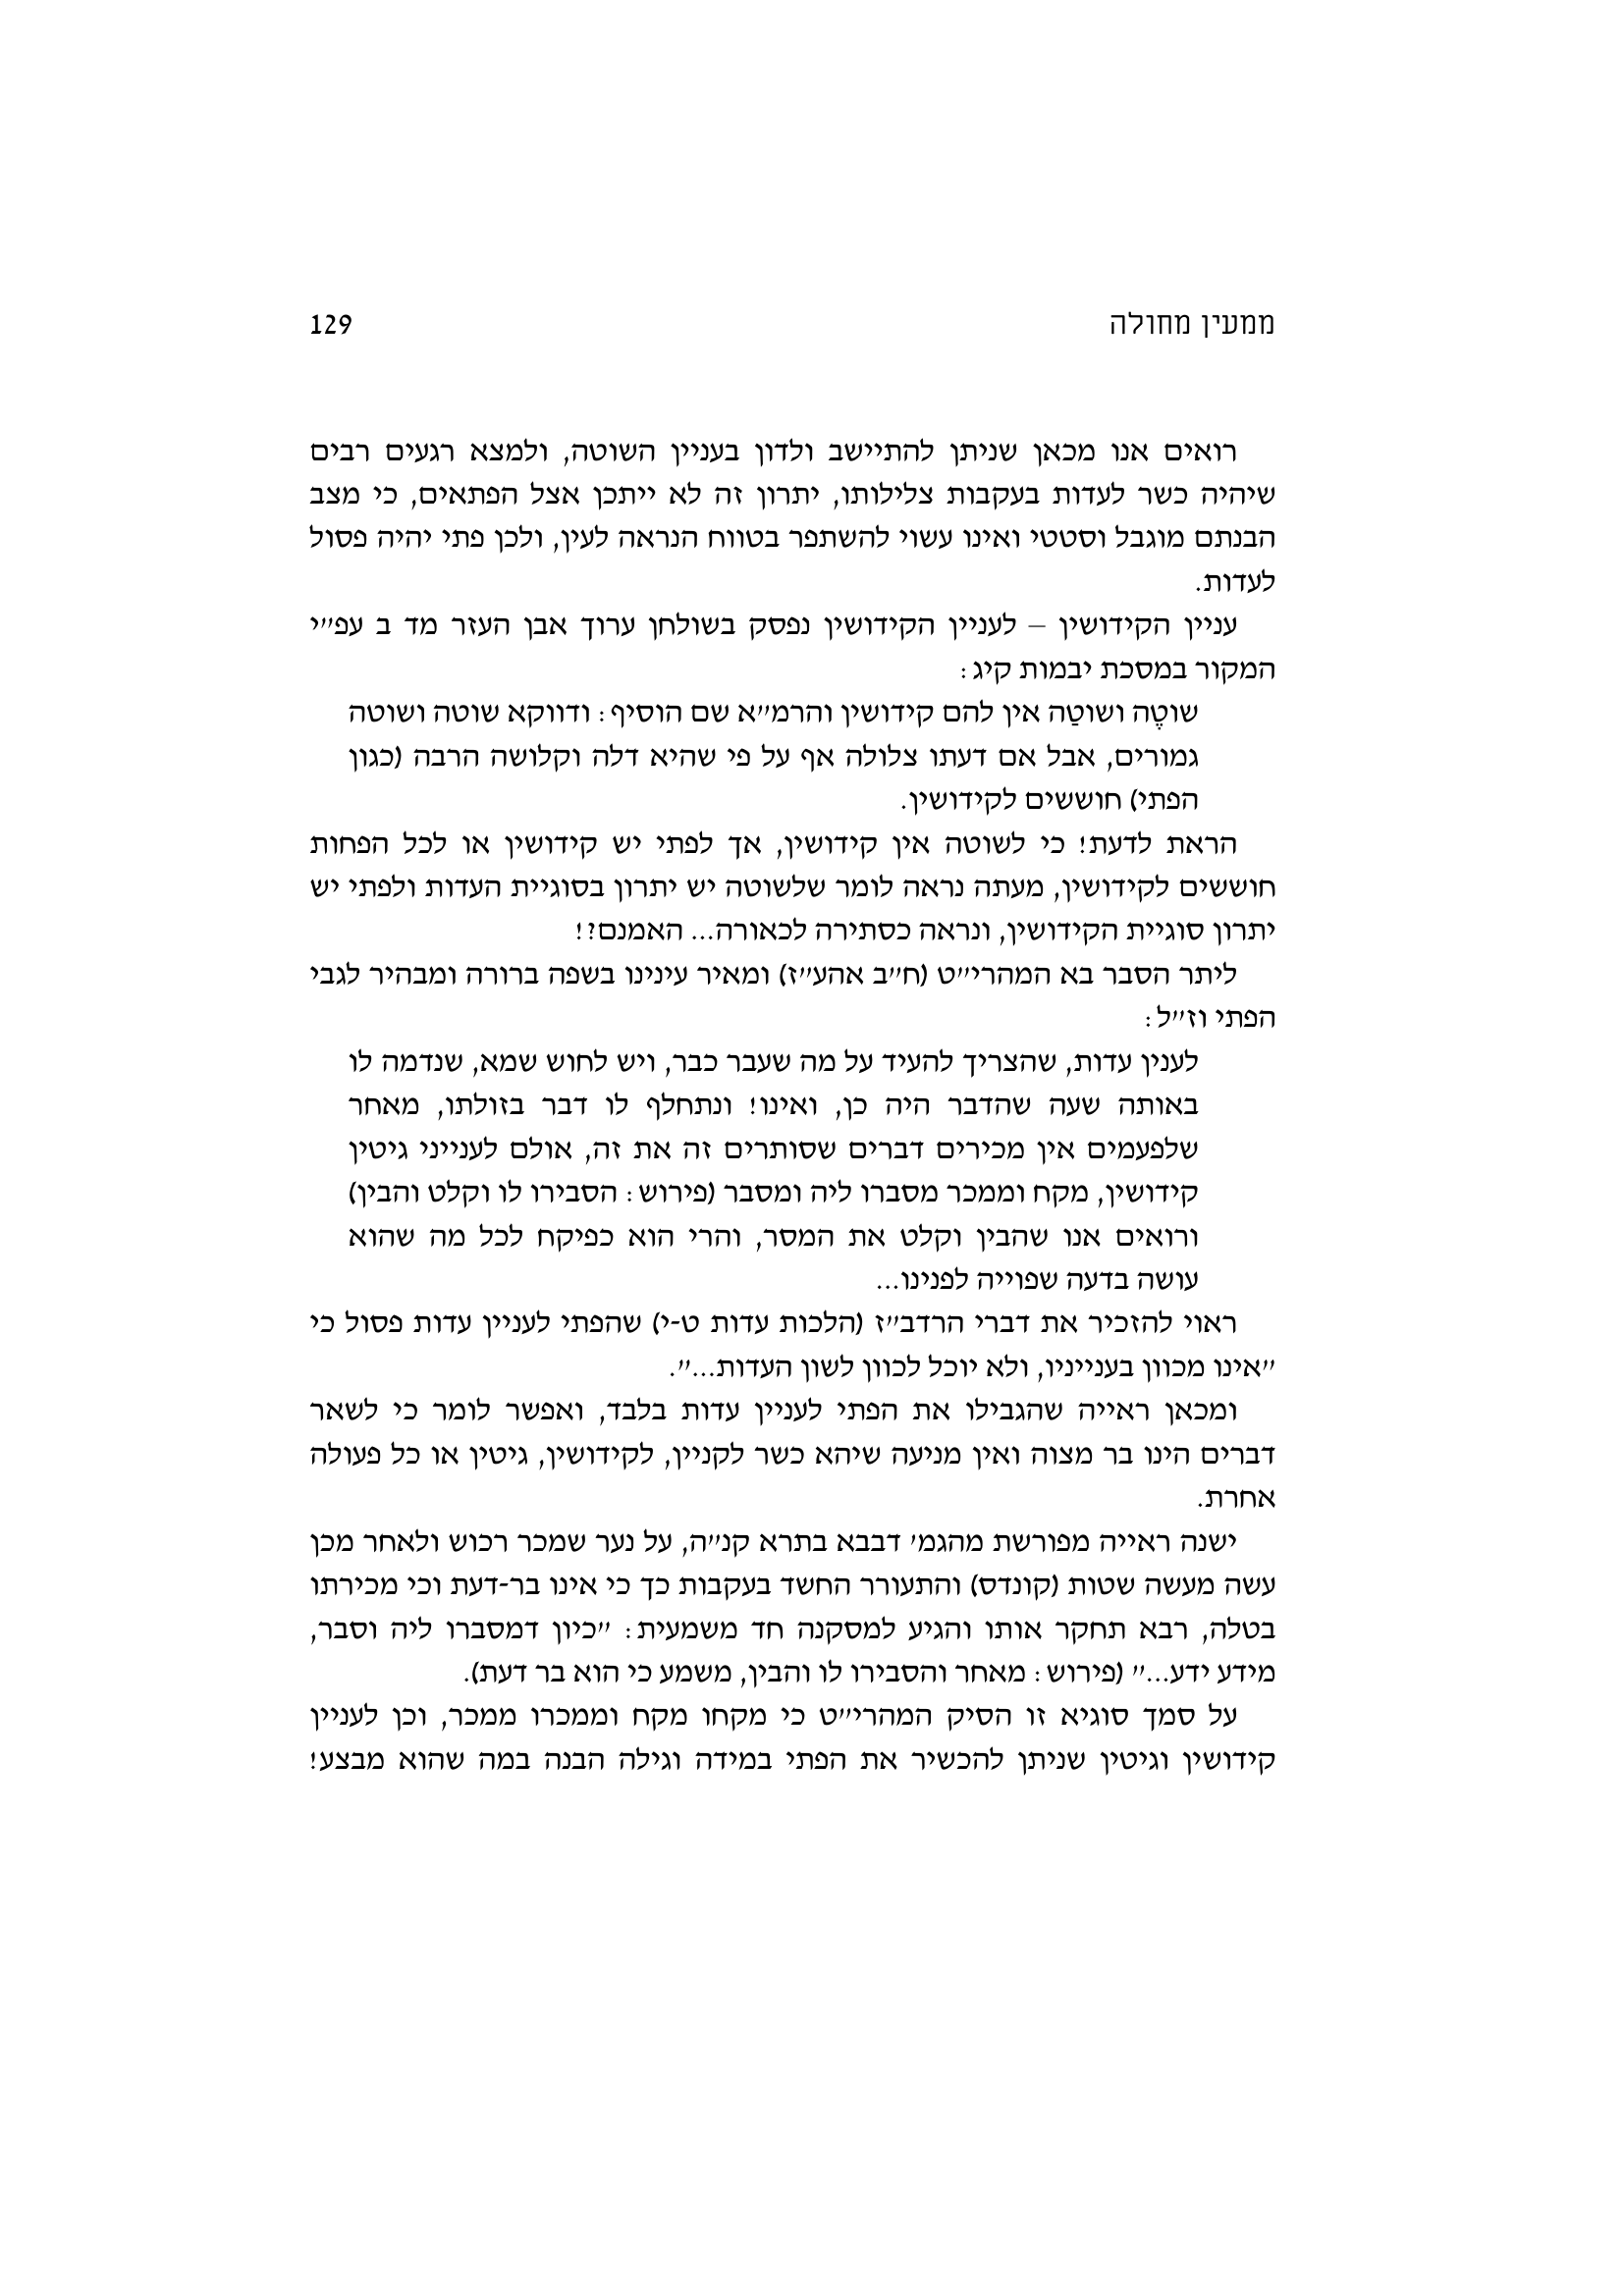 ממעין מחולה 129
רואים אנו מכאן שניתן להתיישב ולדון בעניין השוטה, ולמצא רגעים רבים
שיהיה כשר לעדות בעקבות צלילותו, יתרון זה לא ייתכן אצל הפתאים, כי מצב
הבנתם מוגבל וסטטי ואינו עשוי להשתפר בטווח הנראה לעין, ולכן פתי יהיה פסול
לעדות.
עניין הקידושין – לעניין הקידושין נפסק בשולחן ערוך אבן העזר מד ב עפ״י
המקור במסכת יבמות קיג:
שוטֶה ושוטַה אין להם קידושין והרמ״א שם הוסיף: ודווקא שוטה ושוטה
גמורים, אבל אם דעתו צלולה אף על פי שהיא דלה וקלושה הרבה (כגון
הפתי) חוששים לקידושין.
הראת לדעת! כי לשוטה אין קידושין, אך לפתי יש קידושין או לכל הפחות
חוששים לקידושין, מעתה נראה לומר שלשוטה יש יתרון בסוגיית העדות ולפתי יש
יתרון סוגיית הקידושין, ונראה כסתירה לכאורה... האמנם?!
ליתר הסבר בא המהרי״ט (ח״ב אהע״ז) ומאיר עינינו בשפה ברורה ומבהיר לגבי
הפתי וז״ל:
לענין עדות, שהצריך להעיד על מה שעבר כבר, ויש לחוש שמא, שנדמה לו
באותה שעה שהדבר היה כן, ואינו! ונתחלף לו דבר בזולתו, מאחר
שלפעמים אין מכירים דברים שסותרים זה את זה, אולם לענייני גיטין
קידושין, מקח וממכר מסברו ליה ומסבר (פירוש: הסבירו לו וקלט והבין)
ורואים אנו שהבין וקלט את המסר, והרי הוא כפיקח לכל מה שהוא
עושה בדעה שפוייה לפנינו...
ראוי להזכיר את דברי הרדב״ז (הלכות עדות ט-י) שהפתי לעניין עדות פסול כי
״אינו מכוון בענייניו, ולא יוכל לכוון לשון העדות...״.
ומכאן ראייה שהגבילו את הפתי לעניין עדות בלבד, ואפשר לומר כי לשאר
דברים הינו בר מצוה ואין מניעה שיהא כשר לקניין, לקידושין, גיטין או כל פעולה
אחרת.
ישנה ראייה מפורשת מהגמ׳ דבבא בתרא קנ״ה, על נער שמכר רכוש ולאחר מכן
עשה מעשה שטות (קונדס) והתעורר החשד בעקבות כך כי אינו בר-דעת וכי מכירתו
בטלה, רבא תחקר אותו והגיע למסקנה חד משמעית: ״כיון דמסברו ליה וסבר,
מידע ידע...״ (פירוש: מאחר והסבירו לו והבין, משמע כי הוא בר דעת).
על סמך סוגיא זו הסיק המהרי״ט כי מקחו מקח וממכרו ממכר, וכן לעניין
קידושין וגיטין שניתן להכשיר את הפתי במידה וגילה הבנה במה שהוא מבצע!